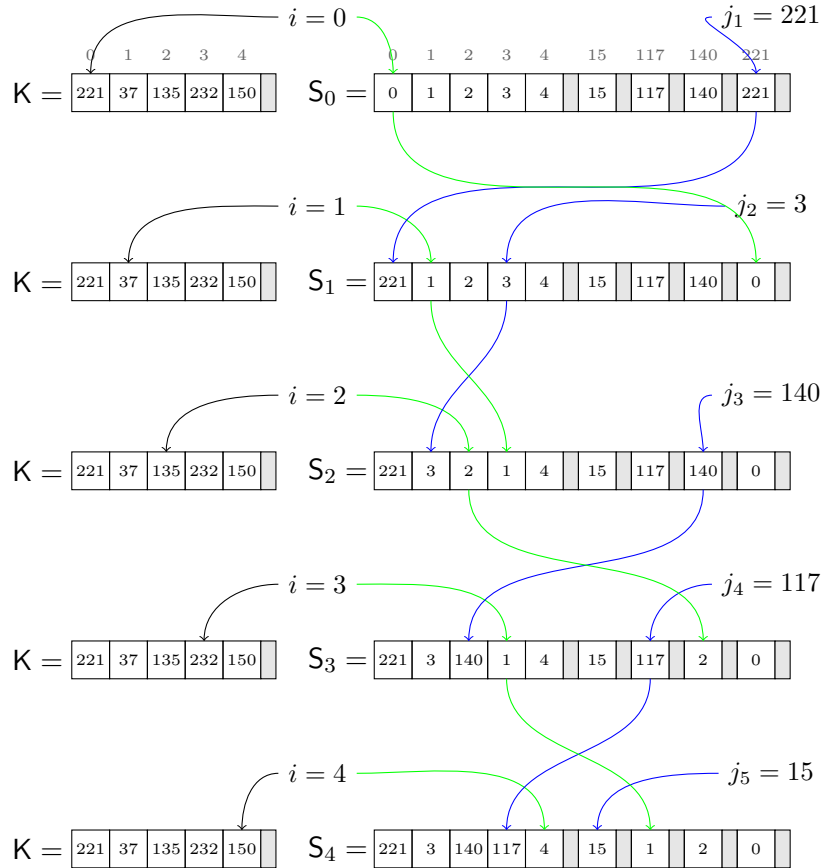 i = 0 j₁ = 221
0 1 2 3 4 0 1 2 3 4 15 117 140 221
K = 221 37 135 232 150 S₀ = 0 1 2 3 4 15 117 140 221
i = 1 j₂ = 3
K = 221 37 135 232 150 S₁ = 221 1 2 3 4 15 117 140 0
i = 2 j₃ = 140
K = 221 37 135 232 150 S₂ = 221 3 2 1 4 15 117 140 0
i = 3 j₄ = 117
K = 221 37 135 232 150 S₃ = 221 3 140 1 4 15 117 2 0
i = 4 j₅ = 15
K = 221 37 135 232 150 S₄ = 221 3 140 117 4 15 1 2 0